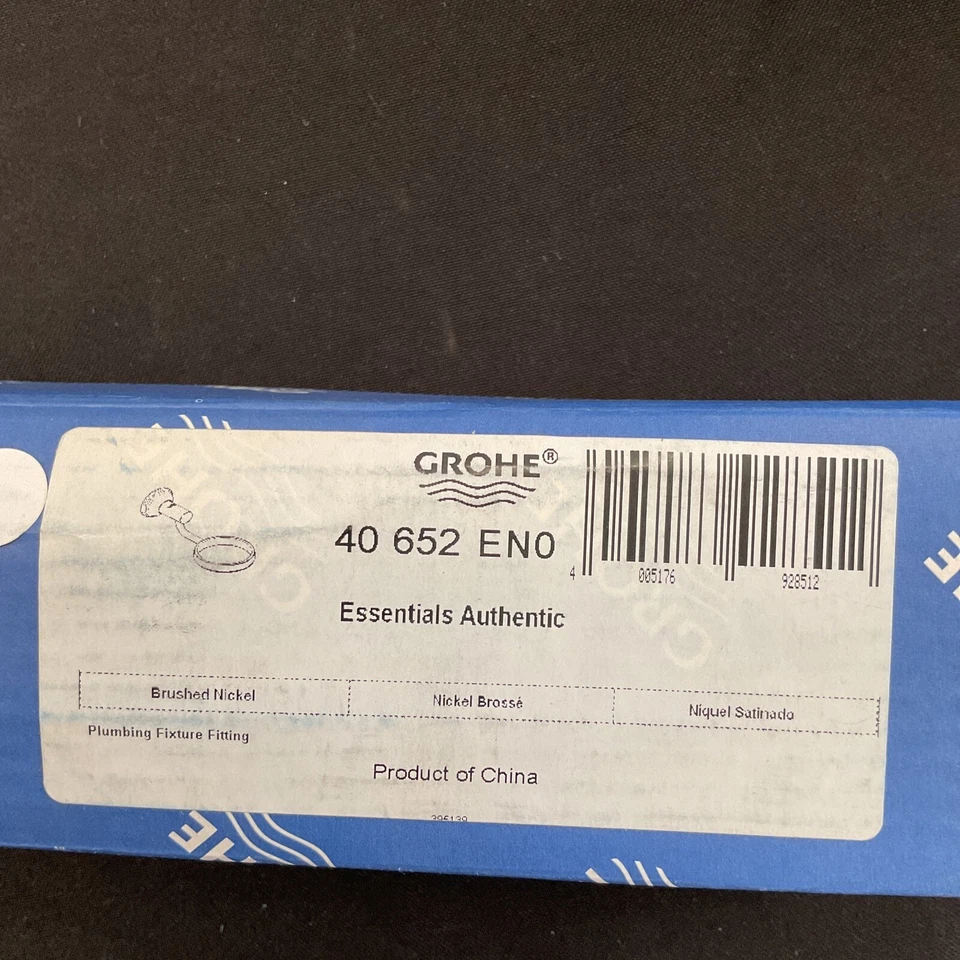 GROHE®
40 652 EN0
4 005176 928512
Essentials Authentic
Brushed Nickel
Nickel Brossé
Niquel Satinado
Plumbing Fixture Fitting
Product of China